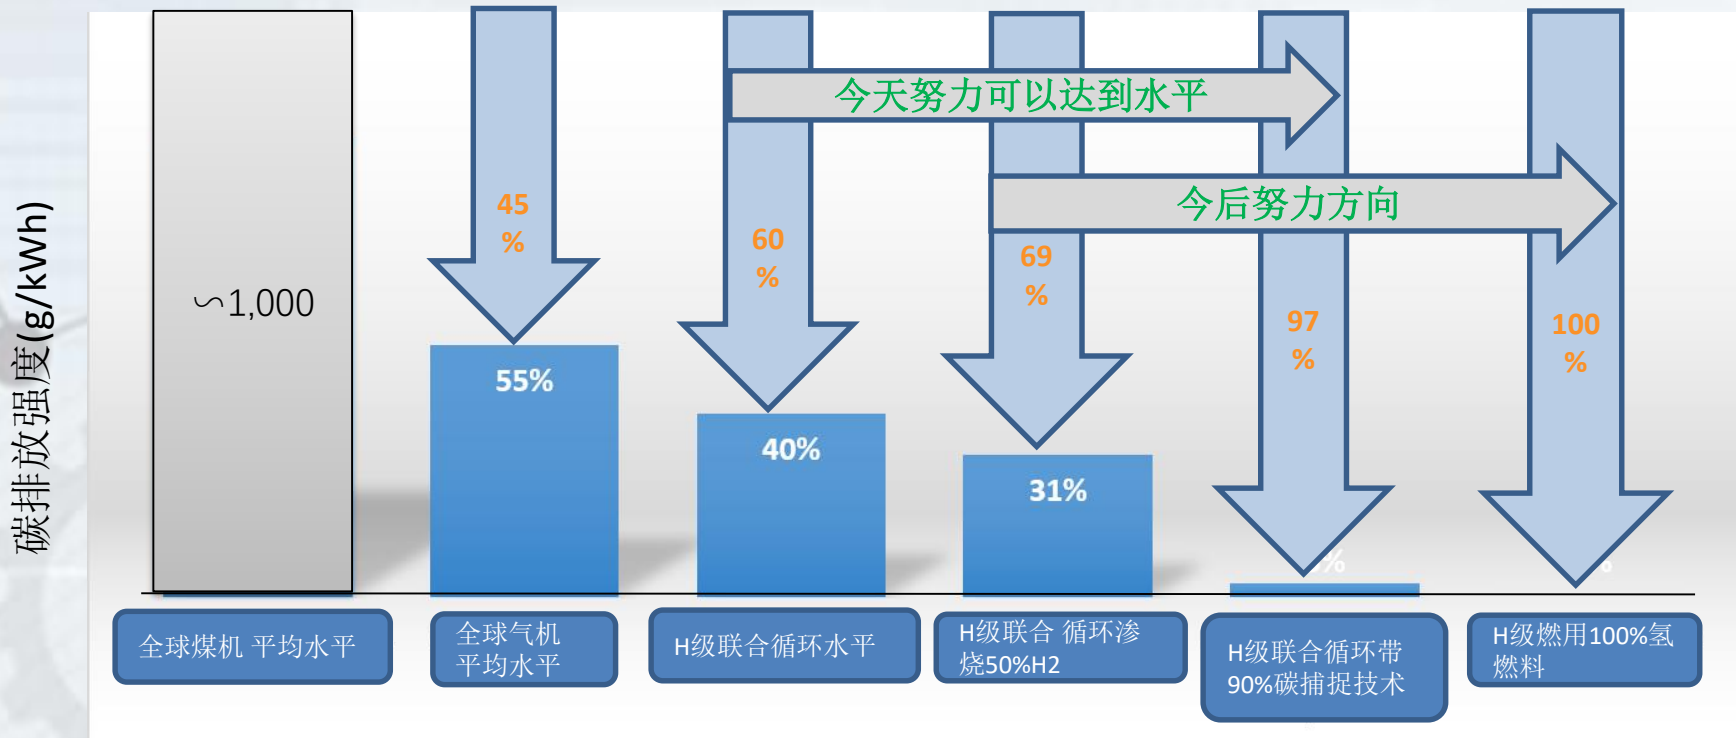 碳排放强度(g/kWh)
今天努力可以达到水平
今后努力方向
∽1,000
45
%
60
%
69
%
97
%
100
%
55%
40%
31%
全球煤机 平均水平
全球气机
平均水平
H级联合循环水平
H级联合 循环渗
烧50%H2
H级联合循环带
90%碳捕捉技术
H级燃用100%氢
燃料